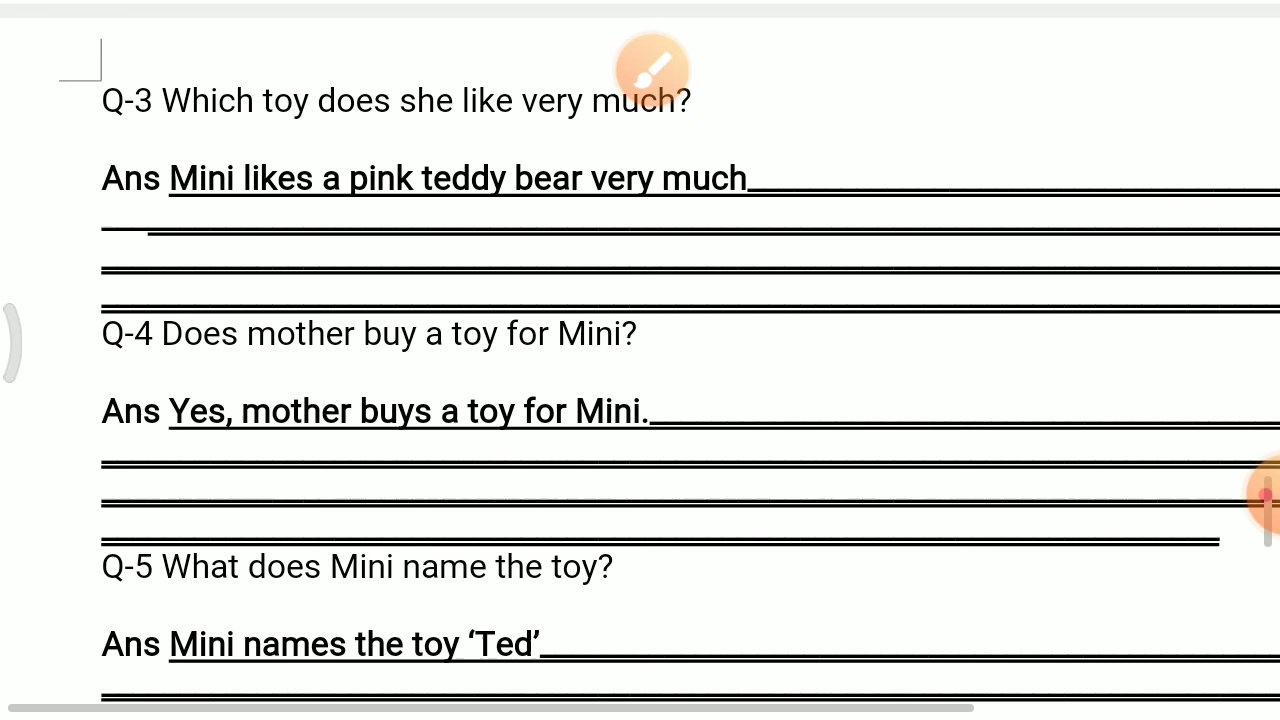 Q-3 Which toy does she like very much?
Ans Mini likes a pink teddy bear very much
Q-4 Does mother buy a toy for Mini?
Ans Yes, mother buys a toy for Mini.
Q-5 What does Mini name the toy?
Ans Mini names the toy ‘Ted’